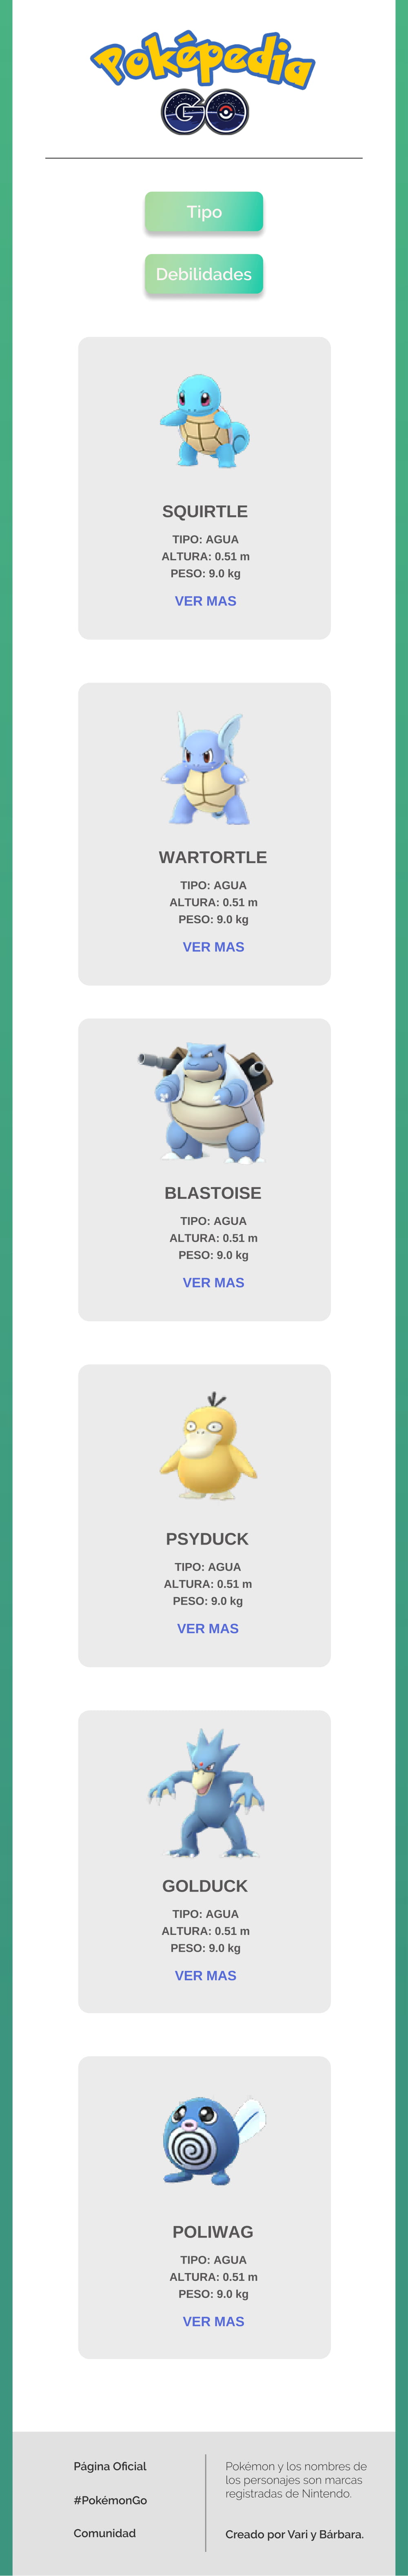 Poképedia
GO
Tipo
Debilidades
SQUIRTLE
TIPO: AGUA
ALTURA: 0.51 m
PESO: 9.0 kg
VER MAS
WARTORTLE
TIPO: AGUA
ALTURA: 0.51 m
PESO: 9.0 kg
VER MAS
BLASTOISE
TIPO: AGUA
ALTURA: 0.51 m
PESO: 9.0 kg
VER MAS
PSYDUCK
TIPO: AGUA
ALTURA: 0.51 m
PESO: 9.0 kg
VER MAS
GOLDUCK
TIPO: AGUA
ALTURA: 0.51 m
PESO: 9.0 kg
VER MAS
POLIWAG
TIPO: AGUA
ALTURA: 0.51 m
PESO: 9.0 kg
VER MAS
Página Oficial
#PokémonGo
Comunidad
Pokémon y los nombres de
los personajes son marcas
registradas de Nintendo.
Creado por Vari y Bárbara.